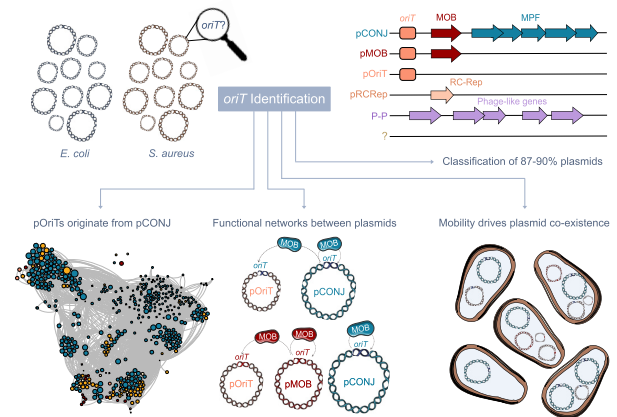 oriT?
E. coli
S. aureus
oriT
MOB
MPF
pCONJ
pMOB
pOriT
RC-Rep
pRCRep
Phage-like genes
P-P
?
oriT Identification
Classification of 87-90% plasmids
pOriTs originate from pCONJ
Functional networks between plasmids
Mobility drives plasmid co-existence
MOB
MOB
oriT
oriT
pOriT
pCONJ
MOB
MOB
MOB
oriT
oriT
oriT
pOriT
pMOB
pCONJ